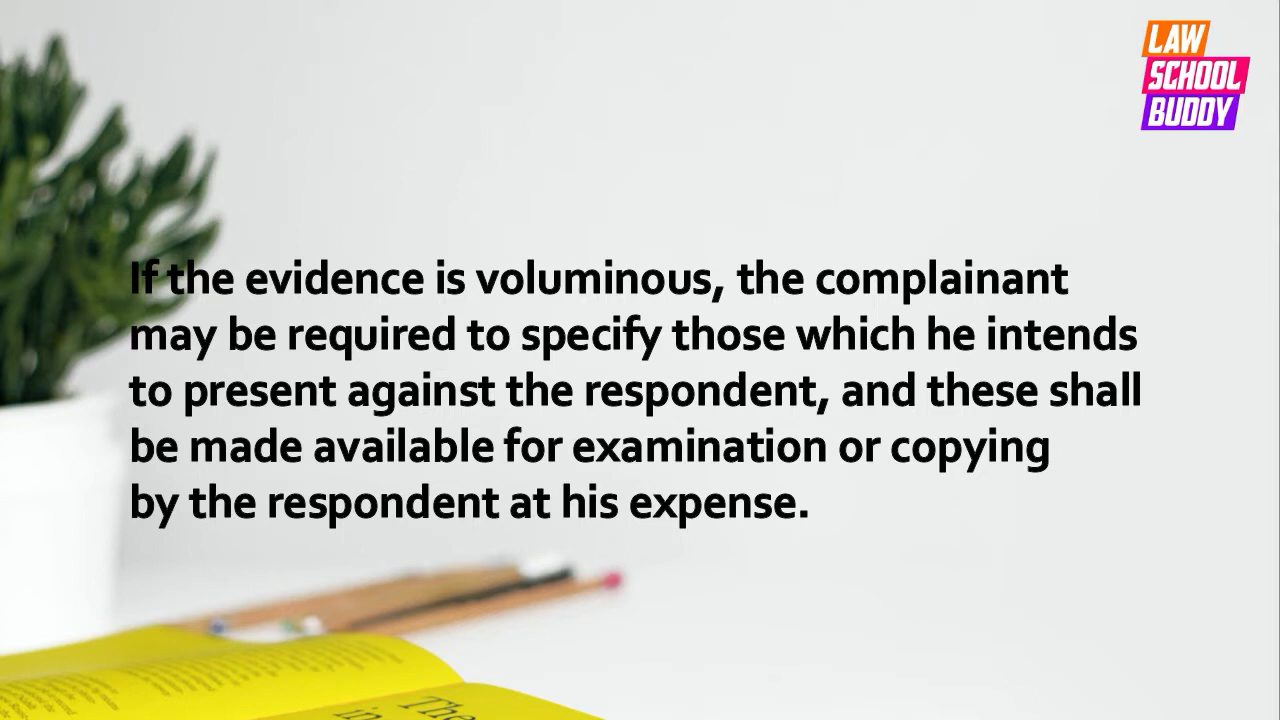 LAW
SCHOOL
BUDDY
If the evidence is voluminous, the complainant
may be required to specify those which he intends
to present against the respondent, and these shall
be made available for examination or copying
by the respondent at his expense.
The
in